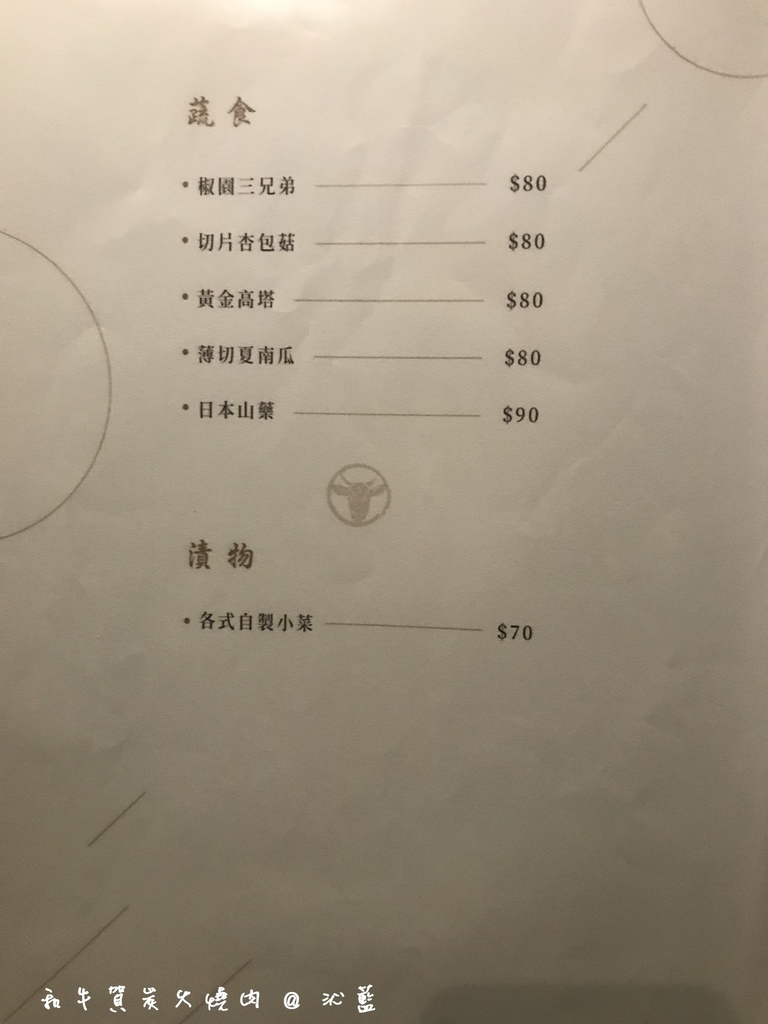 蔬食
• 椒園三兄弟 $80
• 切片杏包菇 $80
• 黃金高塔 $80
• 薄切夏南瓜 $80
• 日本山藥 $90
漬物
• 各式自製小菜 $70
和牛賀炭火燒肉 @ 沁藍